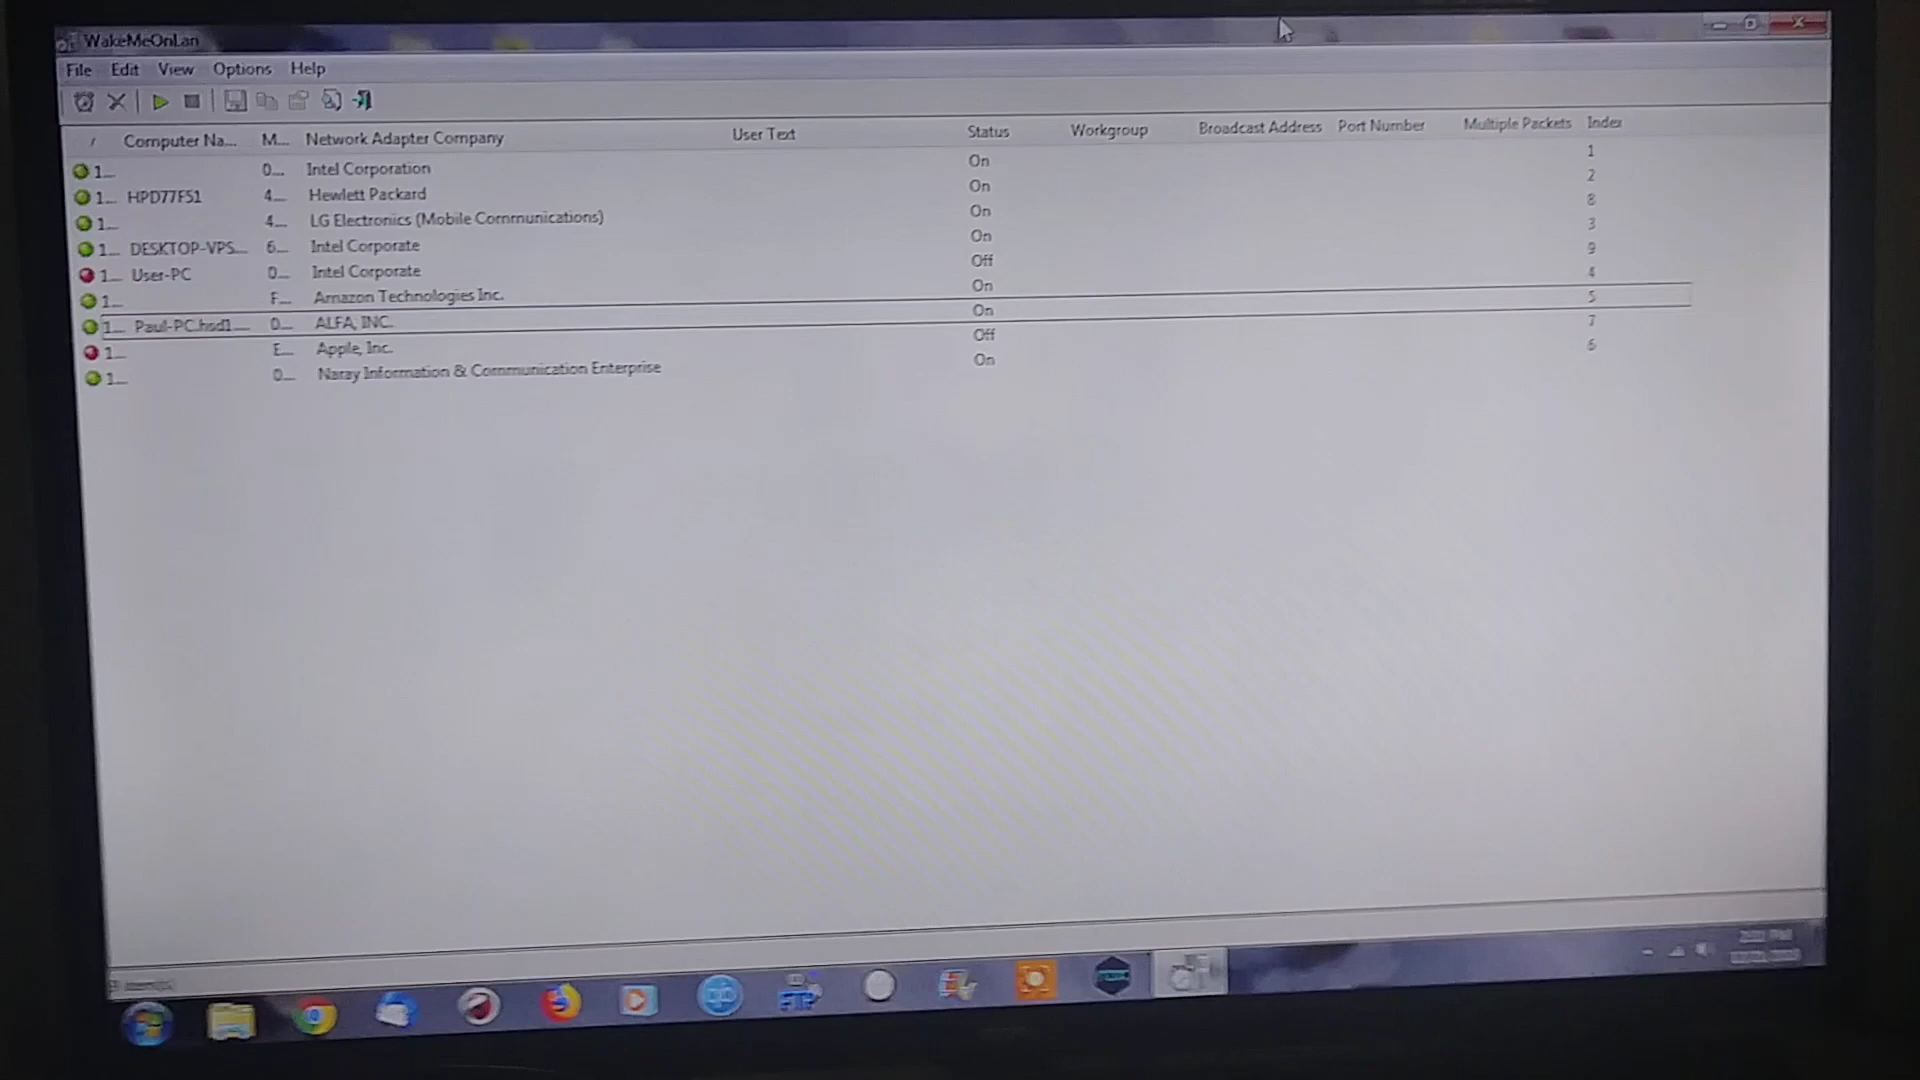 WakeMeOnLan
File Edit View Options Help
/ Computer Na... M... Network Adapter Company User Text Status Workgroup Broadcast Address Port Number Multiple Packets Index
1... 0... Intel Corporation On 1
1... HPD77F51 4... Hewlett Packard On 2
1... 4... LG Electronics (Mobile Communications) On 8
1... DESKTOP-VPS... 6... Intel Corporate On 3
1... User-PC 0... Intel Corporate Off 9
1... F... Amazon Technologies Inc. On 4
1... Paul-PC.hsd1.... 0... ALFA, INC. On 5
1... E... Apple, Inc. Off 7
1... 0... Naray Information & Communication Enterprise On 6
9 item(s)
FTP